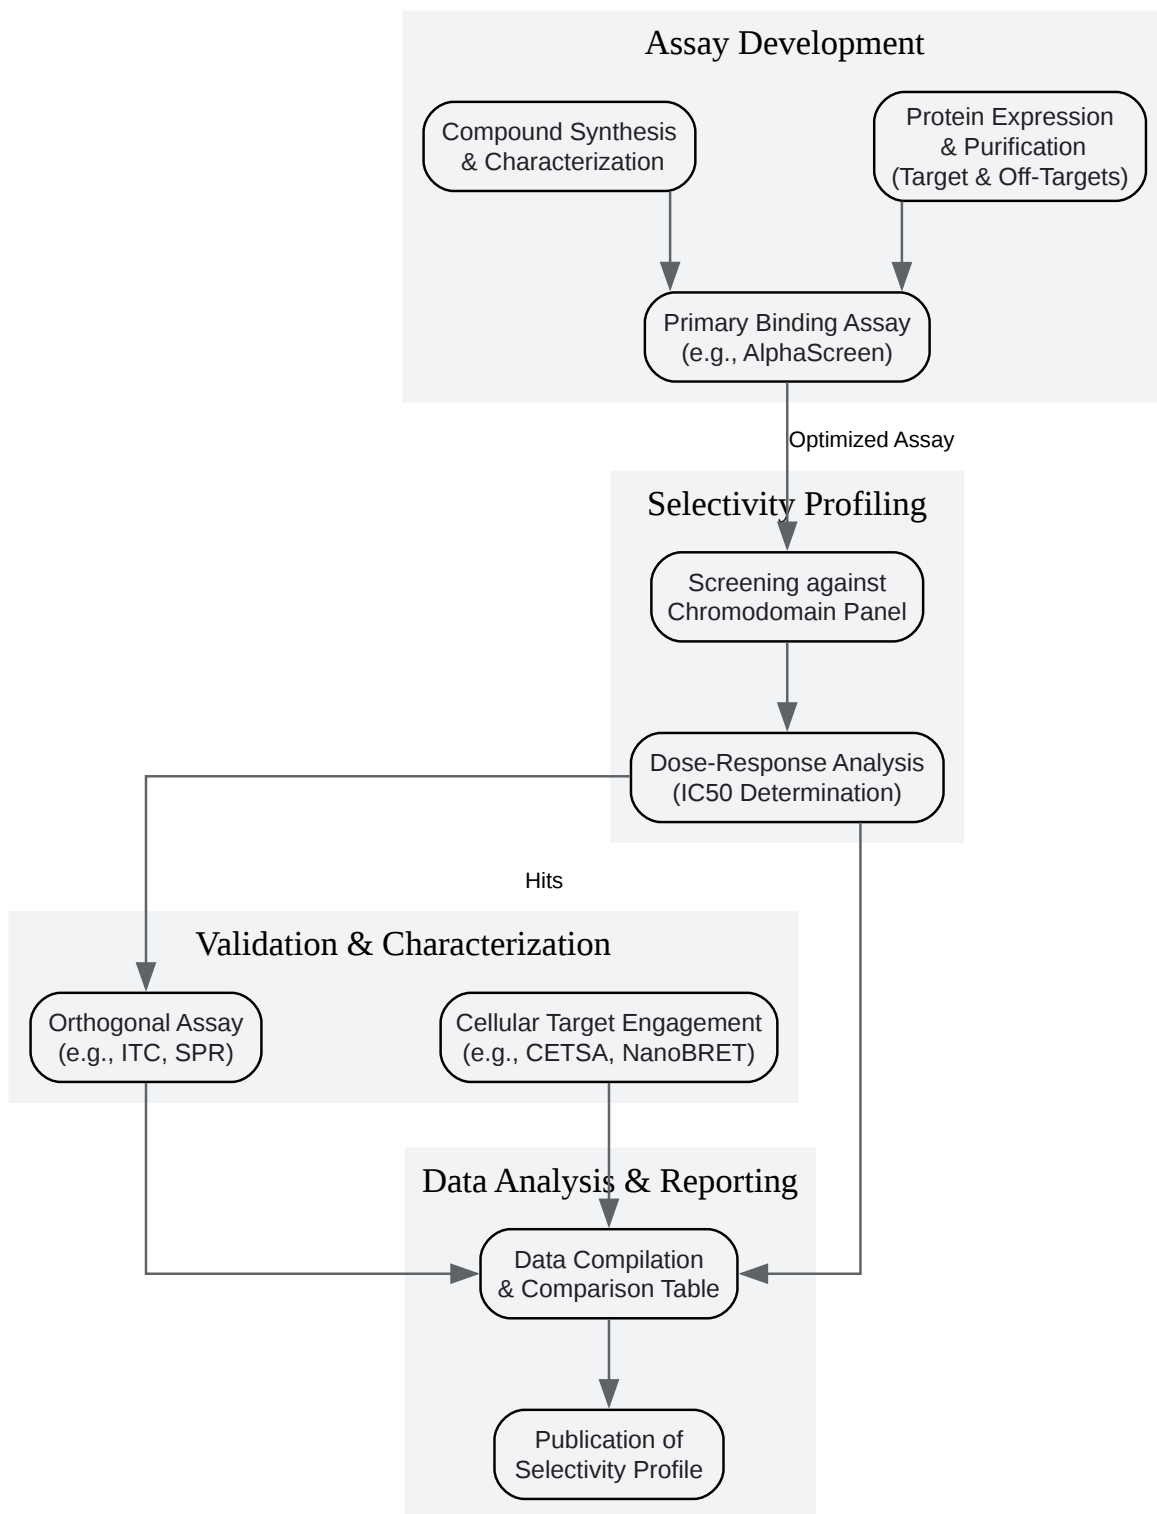 Assay Development
Compound Synthesis
& Characterization
Protein Expression
& Purification
(Target & Off-Targets)
Primary Binding Assay
(e.g., AlphaScreen)
Optimized Assay
Selectivity Profiling
Screening against
Chromodomain Panel
Dose-Response Analysis
(IC50 Determination)
Hits
Validation & Characterization
Orthogonal Assay
(e.g., ITC, SPR)
Cellular Target Engagement
(e.g., CETSA, NanoBRET)
Data Analysis & Reporting
Data Compilation
& Comparison Table
Publication of
Selectivity Profile